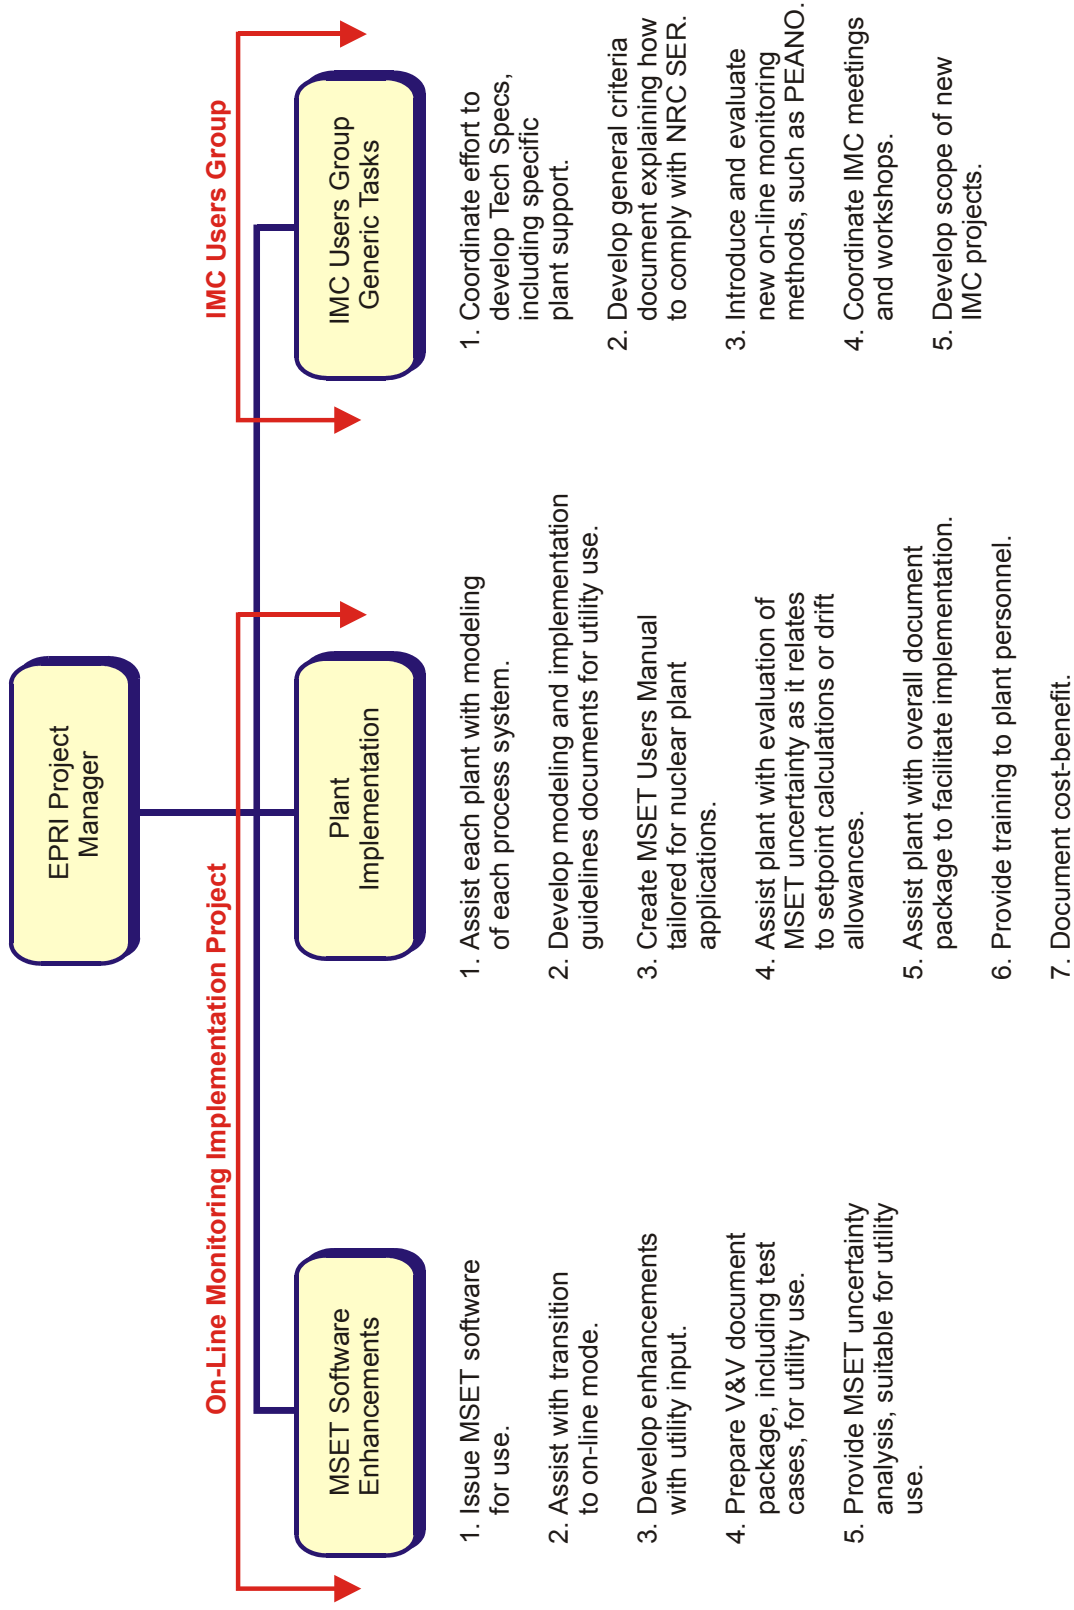 EPRI Project
Manager
On-Line Monitoring Implementation Project
IMC Users Group
MSET Software
Enhancements
1. Issue MSET software
for use.
2. Assist with transition
to on-line mode.
3. Develop enhancements
with utility input.
4. Prepare V&V document
package, including test
cases, for utility use.
5. Provide MSET uncertainty
analysis, suitable for utility
use.
Plant
Implementation
1. Assist each plant with modeling
of each process system.
2. Develop modeling and implementation
guidelines documents for utility use.
3. Create MSET Users Manual
tailored for nuclear plant
applications.
4. Assist plant with evaluation of
MSET uncertainty as it relates
to setpoint calculations or drift
allowances.
5. Assist plant with overall document
package to facilitate implementation.
6. Provide training to plant personnel.
7. Document cost-benefit.
IMC Users Group
Generic Tasks
1. Coordinate effort to
develop Tech Specs,
including specific
plant support.
2. Develop general criteria
document explaining how
to comply with NRC SER.
3. Introduce and evaluate
new on-line monitoring
methods, such as PEANO.
4. Coordinate IMC meetings
and workshops.
5. Develop scope of new
IMC projects.